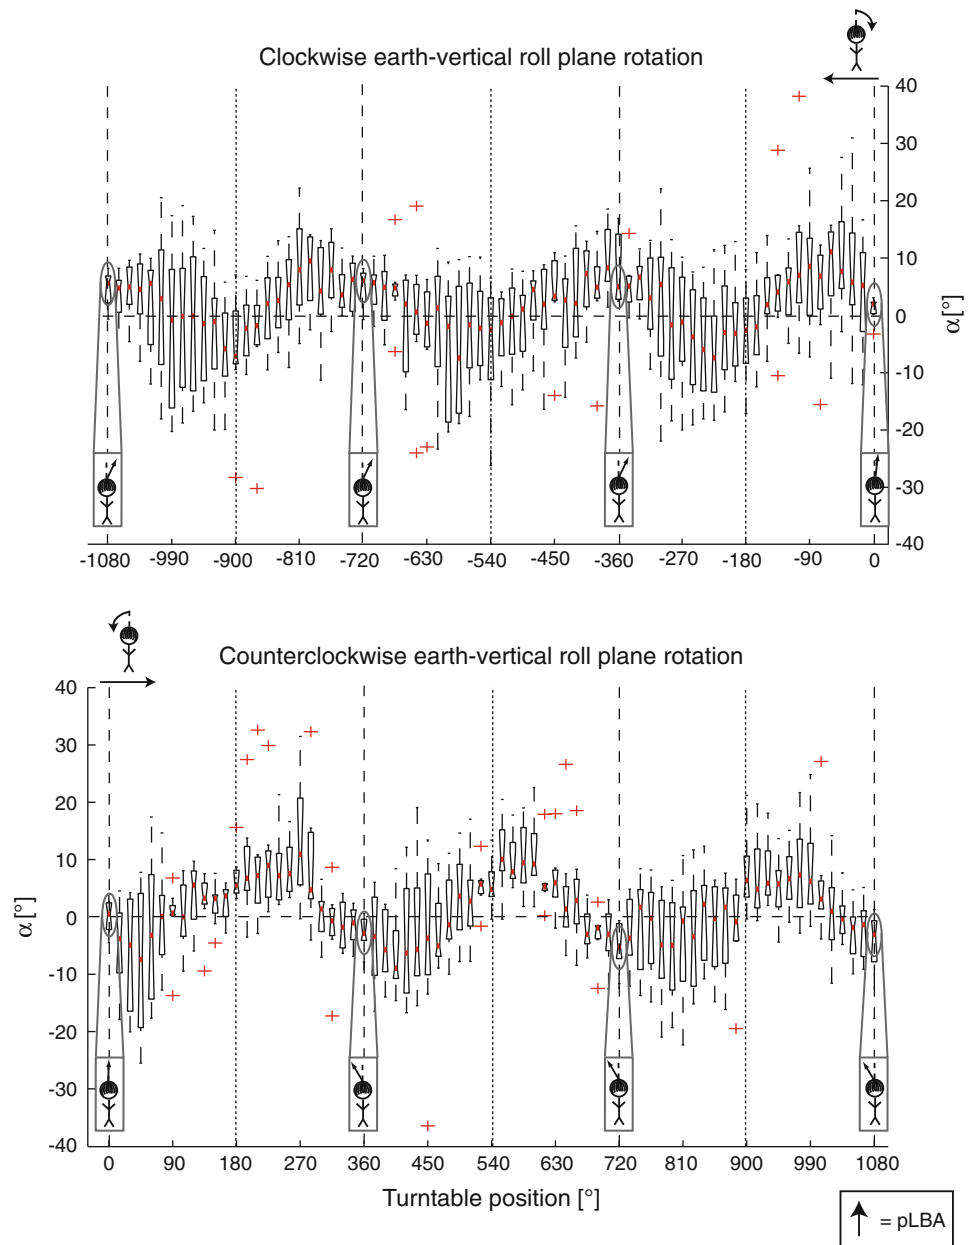 Clockwise earth-vertical roll plane rotation
40
30
20
10
0
-10
-20
-30
-40
α[°]
-1080 -990 -900 -810 -720 -630 -540 -450 -360 -270 -180 -90 0
Counterclockwise earth-vertical roll plane rotation
40
30
20
10
0
-10
-20
-30
-40
α[°]
0 90 180 270 360 450 540 630 720 810 900 990 1080
Turntable position [°]
= pLBA